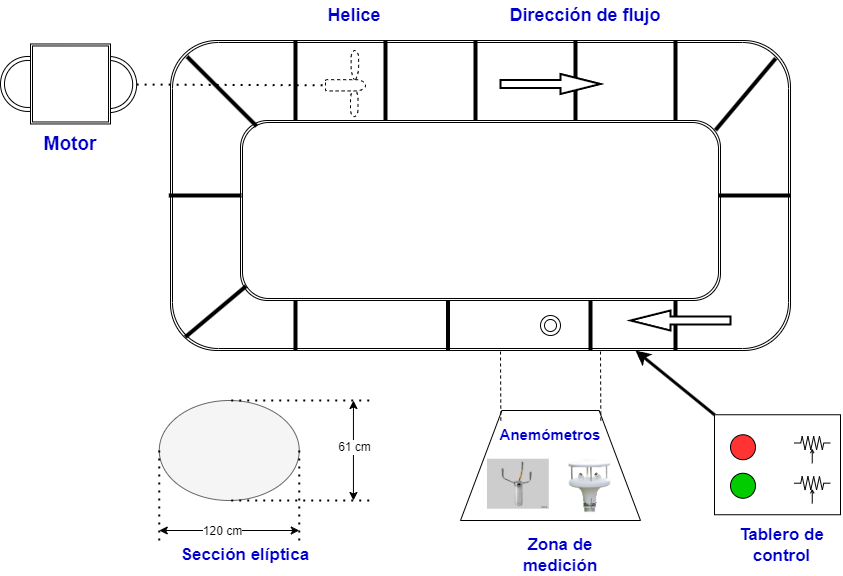 Helice
Dirección de flujo
Motor
Anemómetros
61 cm
120 cm
Sección elíptica
Zona de
medición
Tablero de
control